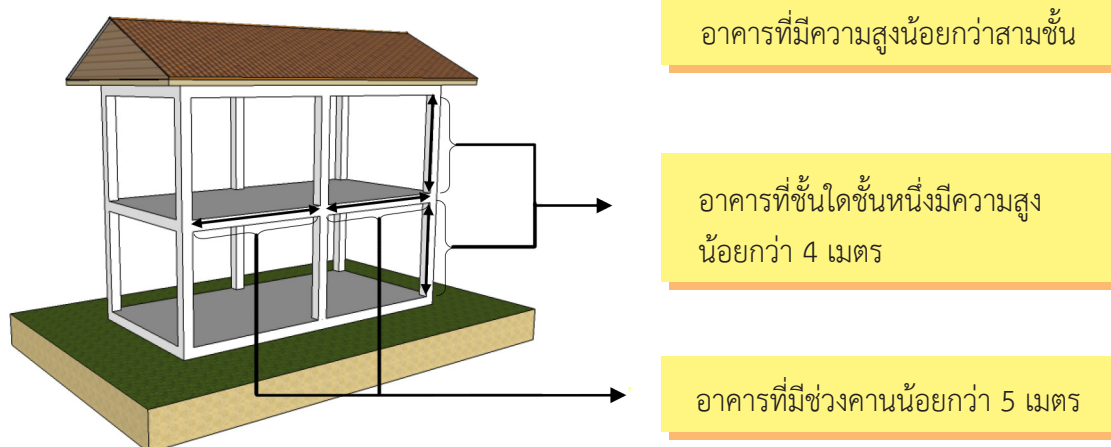 อาคารที่มีความสูงน้อยกว่าสามชั้น
อาคารที่ชั้นใดชั้นหนึ่งมีความสูง
น้อยกว่า 4 เมตร
อาคารที่มีช่วงคานน้อยกว่า 5 เมตร